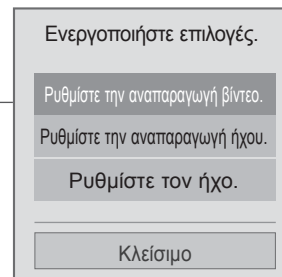 Ενεργοποιήστε επιλογές.
Ρυθμίστε την αναπαραγωγή βίντεο.
Ρυθμίστε την αναπαραγωγή ήχου.
Ρυθμίστε τον ήχο.
Κλείσιμο